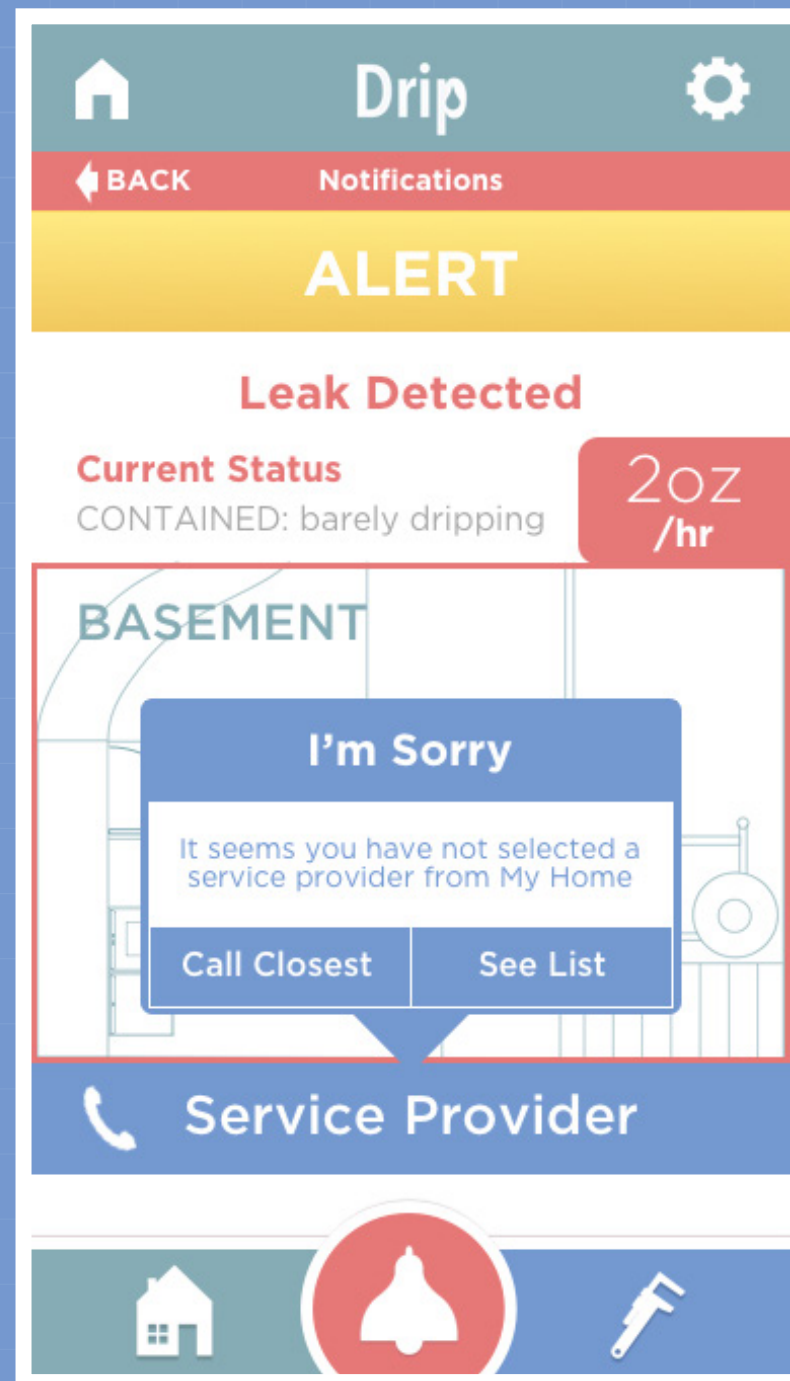 Drip
BACK
Notifications
ALERT
Leak Detected
Current Status
CONTAINED: barely dripping
2oz
/hr
BASEMENT
I'm Sorry
It seems you have not selected a
service provider from My Home
Call Closest
See List
Service Provider